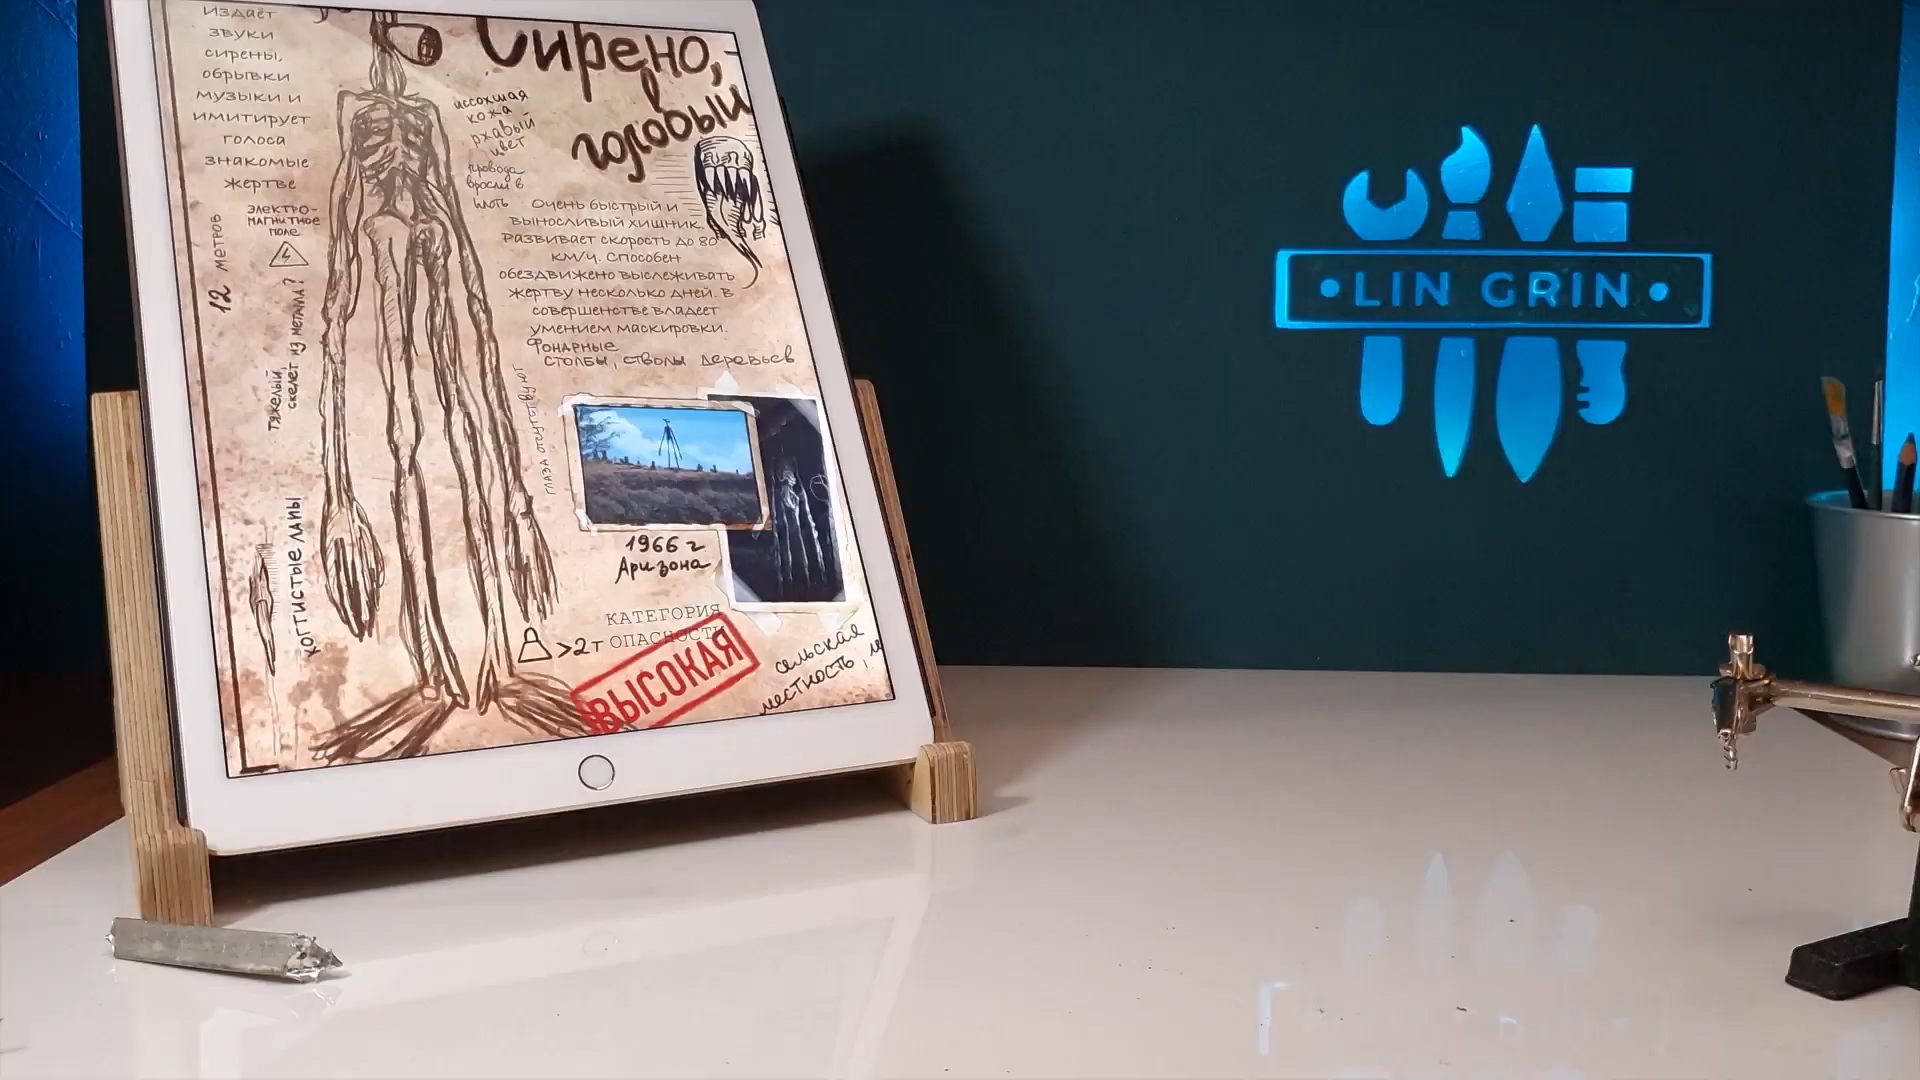 издаёт
звуки
сирены,
обрывки
музыки и
имитирует
голоса
знакомые
жертве
Сирено,-
головый
иссохшая
кожа
ржавый
цвет
провода
вросли в
плоть
ЭЛЕКТРО-
МАГНИТНОЕ
ПОЛЕ
12 метров
Очень быстрый и
выносливый хищник.
Развивает скорость до 80
км/ч. Способен
обездвижено выслеживать
жертву несколько дней. В
совершенстве владеет
умением маскировки.
Фонарные
столбы, стволы деревьев
Тяжёлый,
скелет из металла?
глаза отсутствуют
когтистые лапы
1966 г
Аризона
КАТЕГОРИЯ
ОПАСНОСТИ
>2т
ВЫСОКАЯ
сельская
местность, ле
•LIN GRIN•